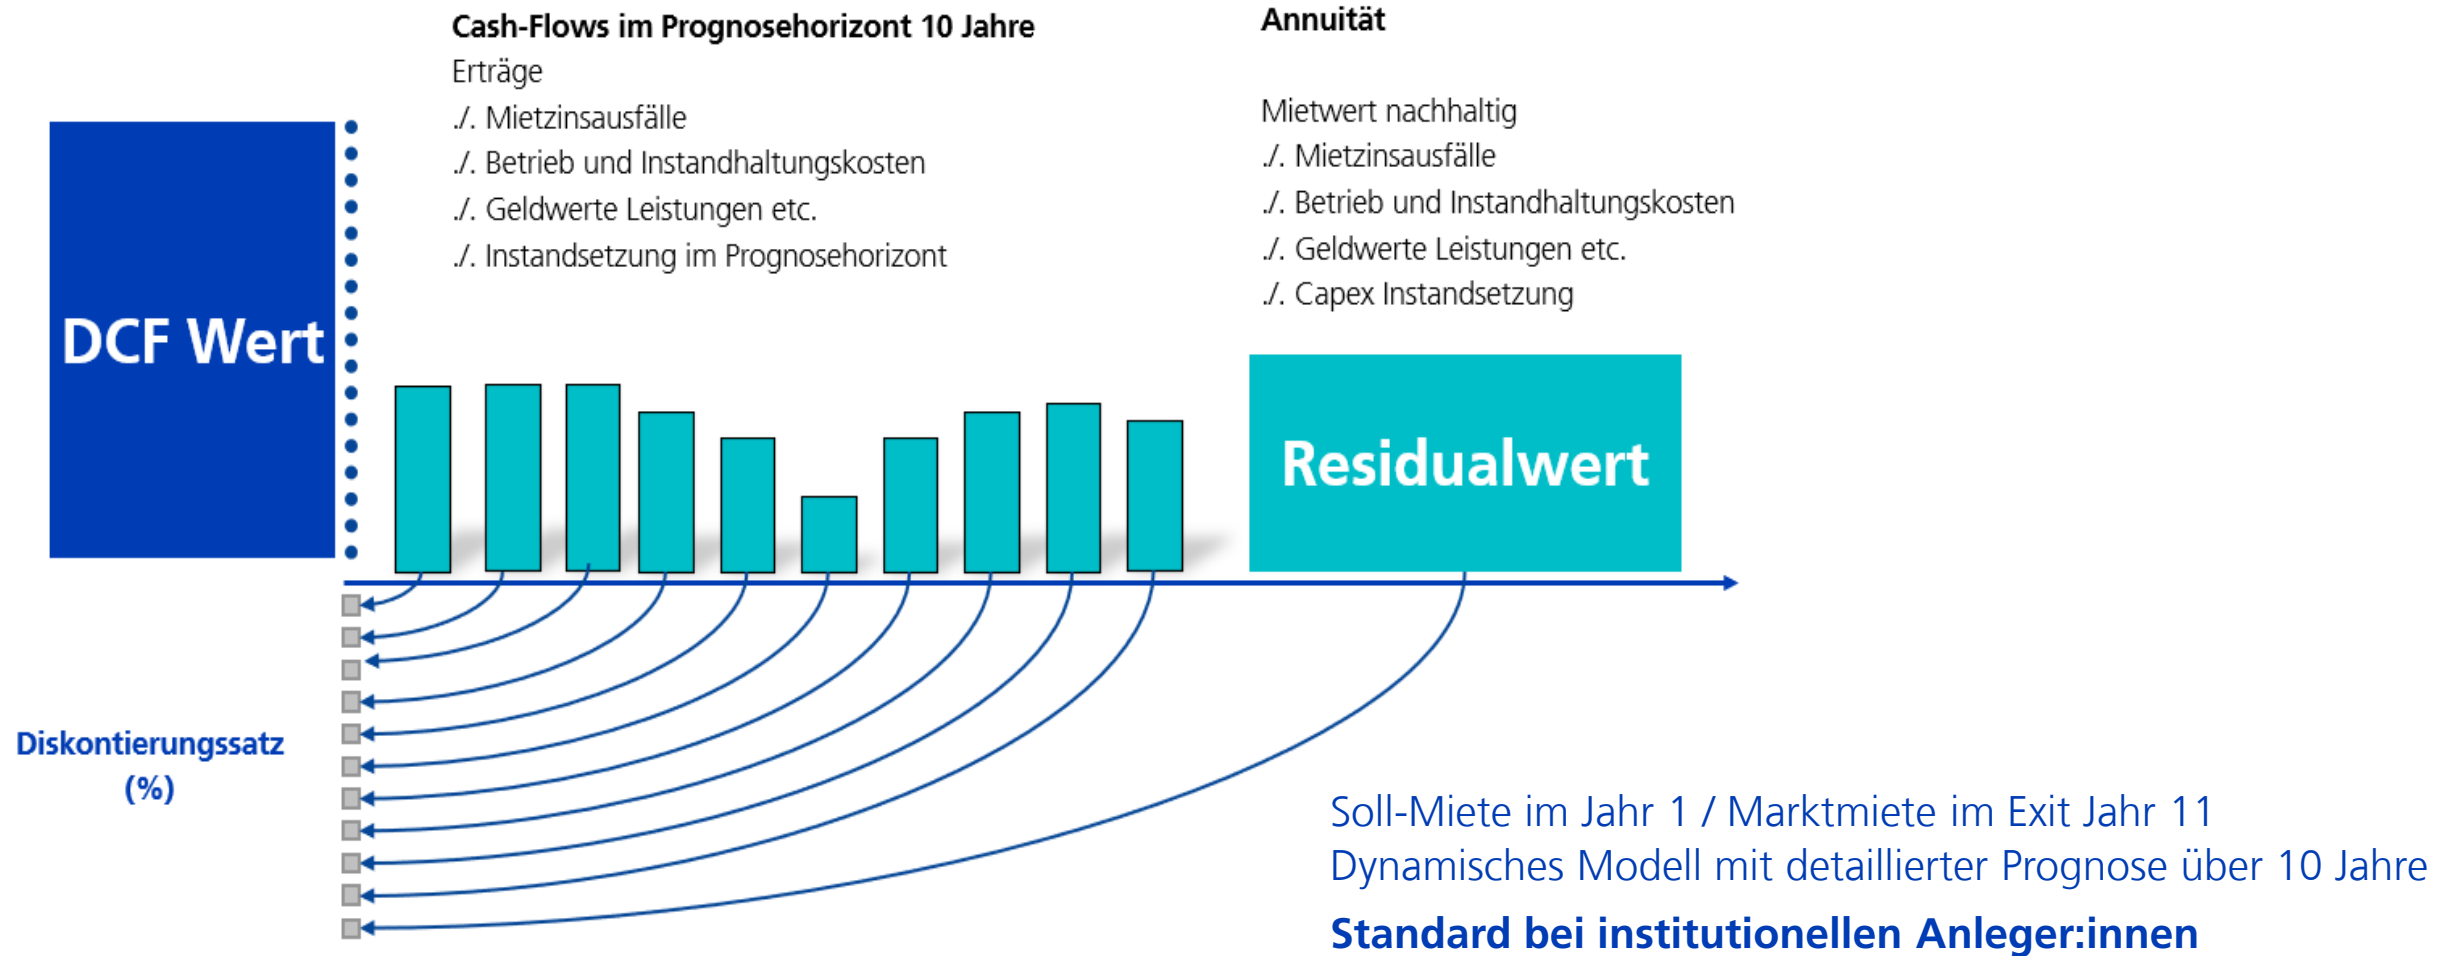 Cash-Flows im Prognosehorizont 10 Jahre
Erträge
./. Mietzinsausfälle
./. Betrieb und Instandhaltungskosten
./. Geldwerte Leistungen etc.
./. Instandsetzung im Prognosehorizont
Annuität
Mietwert nachhaltig
./. Mietzinsausfälle
./. Betrieb und Instandhaltungskosten
./. Geldwerte Leistungen etc.
./. Capex Instandsetzung
DCF Wert
Residualwert
Diskontierungssatz
(%)
Soll-Miete im Jahr 1 / Marktmiete im Exit Jahr 11
Dynamisches Modell mit detaillierter Prognose über 10 Jahre
Standard bei institutionellen Anleger:innen